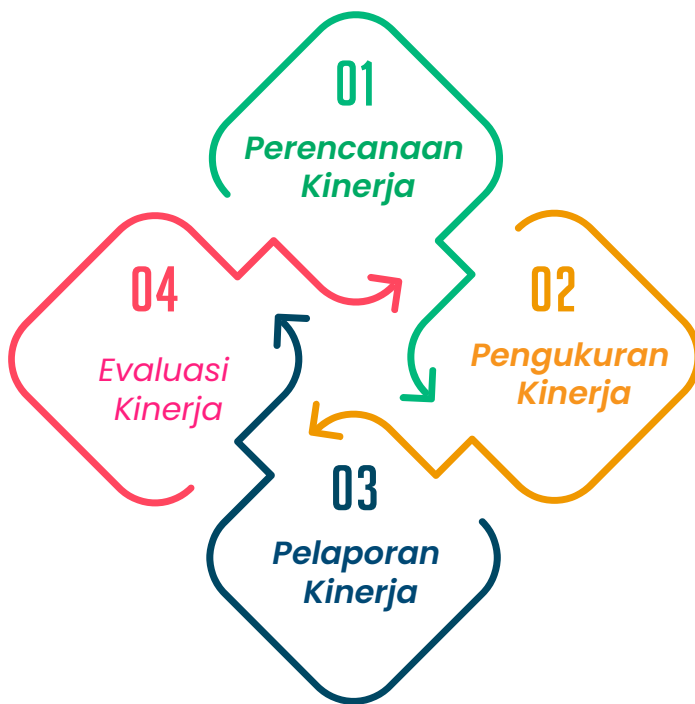 01
Perencanaan
Kinerja
02
Pengukuran
Kinerja
03
Pelaporan
Kinerja
04
Evaluasi
Kinerja